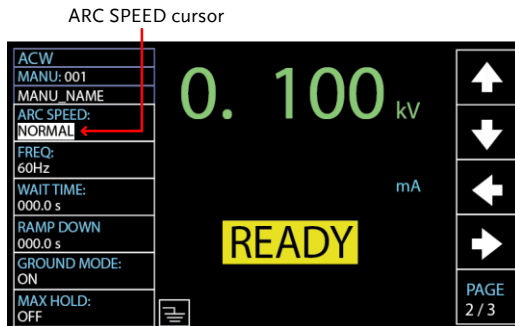 ARC SPEED cursor
ACW
MANU: 001
MANU_NAME
ARC SPEED:
NORMAL
FREQ:
60Hz
WAIT TIME:
000.0 s
RAMP DOWN
000.0 s
GROUND MODE:
ON
MAX HOLD:
OFF
0. 100 kV
mA
READY
PAGE
2 / 3